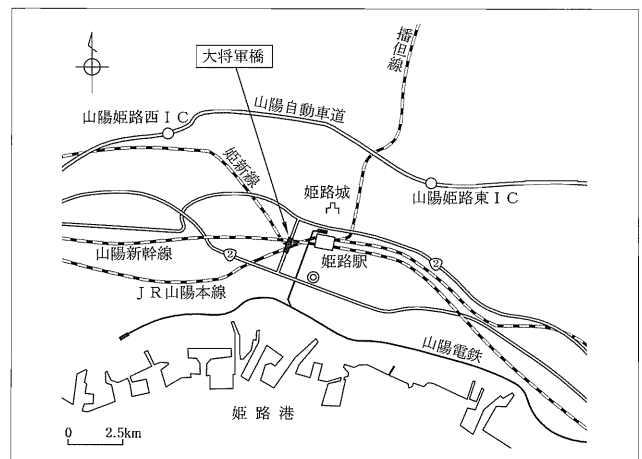 播但線
大将軍橋
山陽自動車道
山陽姫路西IC
姫新線
姫路城
山陽姫路東IC
山陽新幹線
2
姫路駅
2
JR山陽本線
山陽電鉄
姫路港
0 2.5km